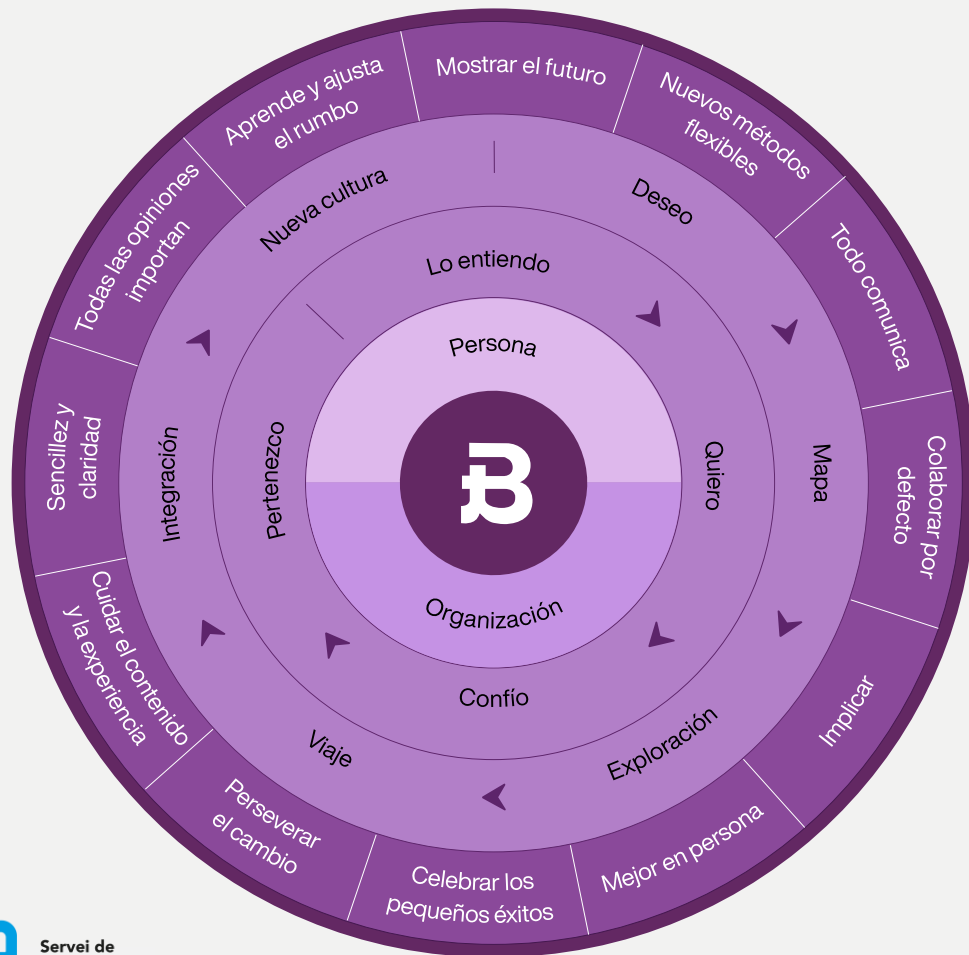 Mostrar el futuro
Nuevos métodos
flexibles
Todo comunica
Colaborar por
defecto
Implicar
Mejor en persona
Celebrar los
pequeños éxitos
Perseverar
el cambio
Cuidar el contenido
y la experiencia
Sencillez y
claridad
Todas las opiniones
importan
Aprende y ajusta
el rumbo
Deseo
Mapa
Exploración
Viaje
Integración
Nueva cultura
Lo entiendo
Quiero
Confío
Pertenezco
Persona
B
Organización
Servei de